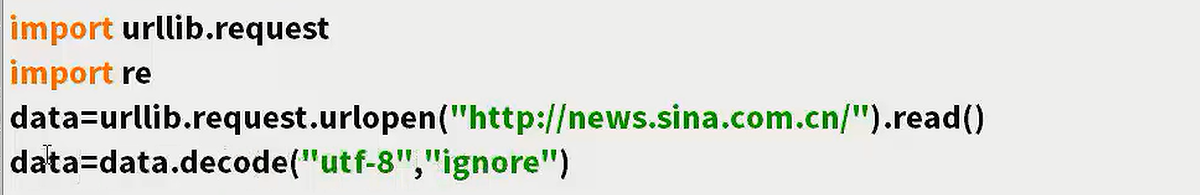 import urllib.request
import re
data=urllib.request.urlopen("http://news.sina.com.cn/").read()
data=data.decode("utf-8","ignore")